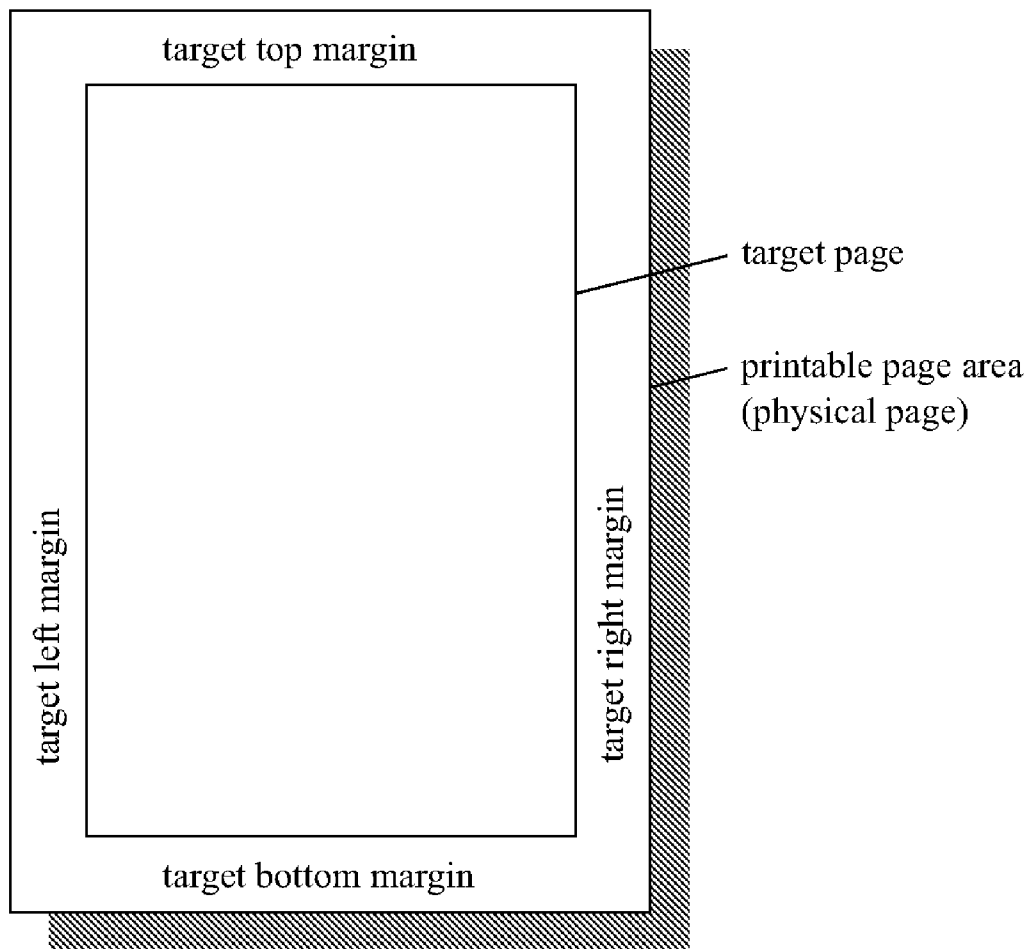 target top margin
target page
printable page area
(physical page)
target left margin
target right margin
target bottom margin